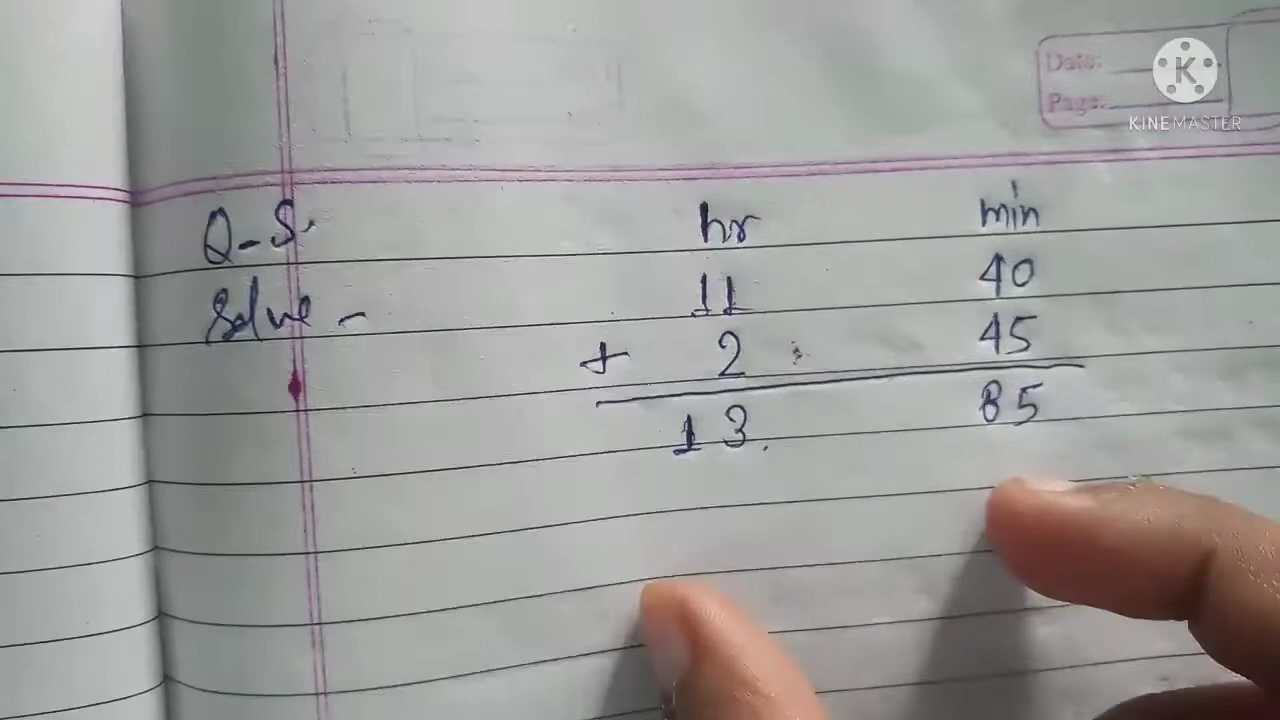 Date:
Page:
KINEMASTER
Q-5. hr min
Solve - 11 40
+ 2 45
13. 85